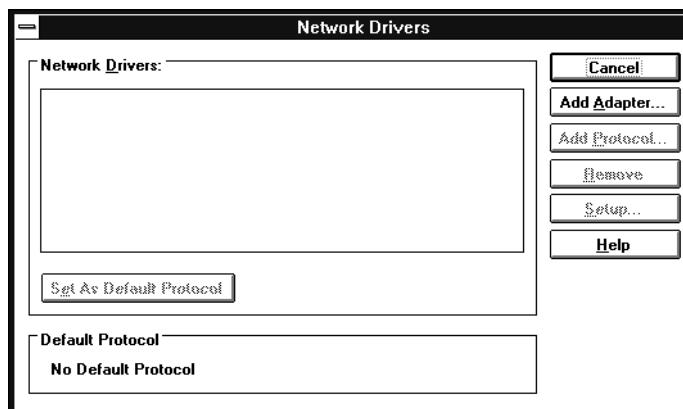 Network Drivers
Network Drivers:
Cancel
Add Adapter...
Add Protocol...
Remove
Setup...
Help
Set As Default Protocol
Default Protocol
No Default Protocol